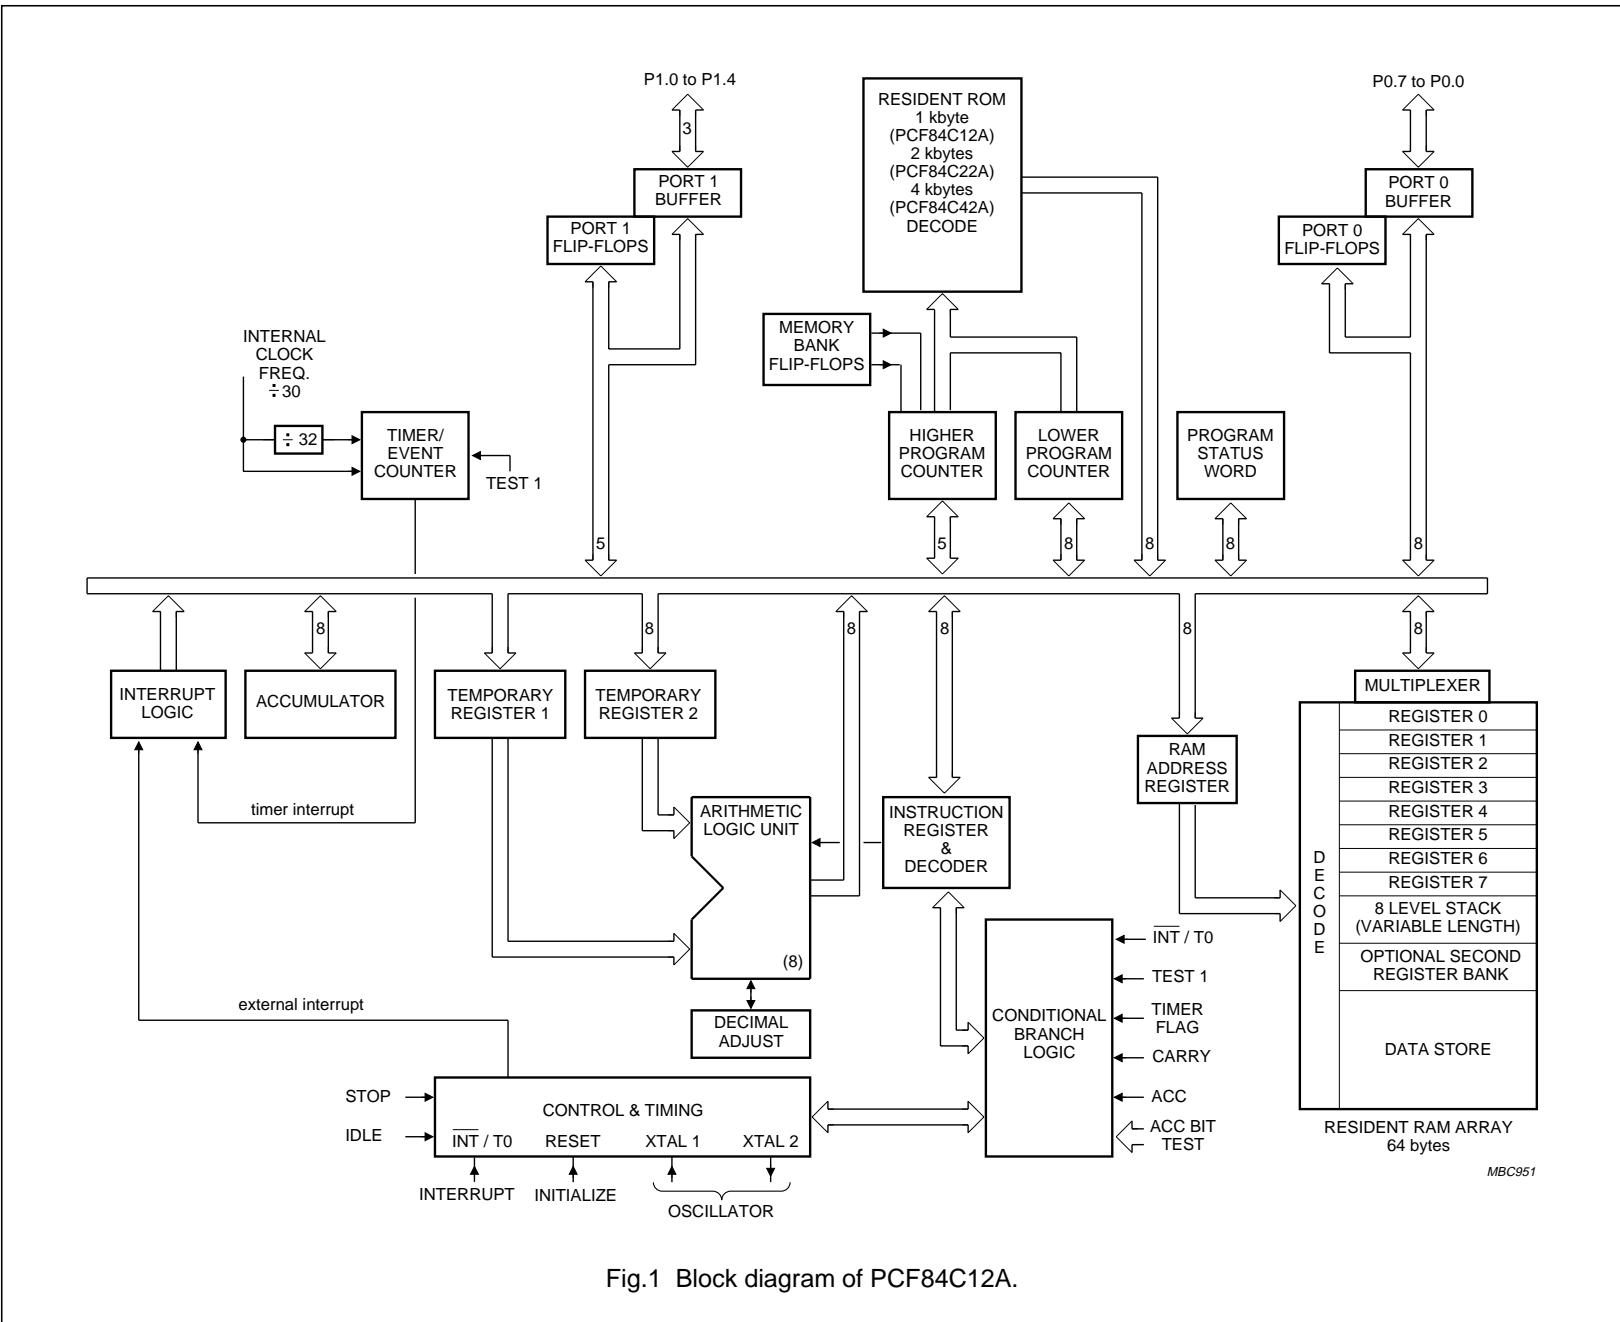 P1.0 to P1.4
3
PORT 1
BUFFER
PORT 1
FLIP-FLOPS
RESIDENT ROM
1 kbyte
(PCF84C12A)
2 kbytes
(PCF84C22A)
4 kbytes
(PCF84C42A)
DECODE
P0.7 to P0.0
PORT 0
BUFFER
PORT 0
FLIP-FLOPS
INTERNAL
CLOCK
FREQ.
÷ 30
÷ 32
TIMER/
EVENT
COUNTER
TEST 1
MEMORY
BANK
FLIP-FLOPS
HIGHER
PROGRAM
COUNTER
LOWER
PROGRAM
COUNTER
PROGRAM
STATUS
WORD
5
5
8
8
8
8
8
8
8
8
8
8
INTERRUPT
LOGIC
ACCUMULATOR
TEMPORARY
REGISTER 1
TEMPORARY
REGISTER 2
timer interrupt
ARITHMETIC
LOGIC UNIT
(8)
DECIMAL
ADJUST
INSTRUCTION
REGISTER
&
DECODER
RAM
ADDRESS
REGISTER
MULTIPLEXER
DECODE
REGISTER 0
REGISTER 1
REGISTER 2
REGISTER 3
REGISTER 4
REGISTER 5
REGISTER 6
REGISTER 7
8 LEVEL STACK
(VARIABLE LENGTH)
OPTIONAL SECOND
REGISTER BANK
DATA STORE
RESIDENT RAM ARRAY
64 bytes
MBC951
CONDITIONAL
BRANCH
LOGIC
INT / T0
TEST 1
TIMER
FLAG
CARRY
ACC
ACC BIT
TEST
external interrupt
STOP
IDLE
CONTROL & TIMING
INT / T0 RESET XTAL 1 XTAL 2
INTERRUPT INITIALIZE
OSCILLATOR
Fig.1 Block diagram of PCF84C12A.